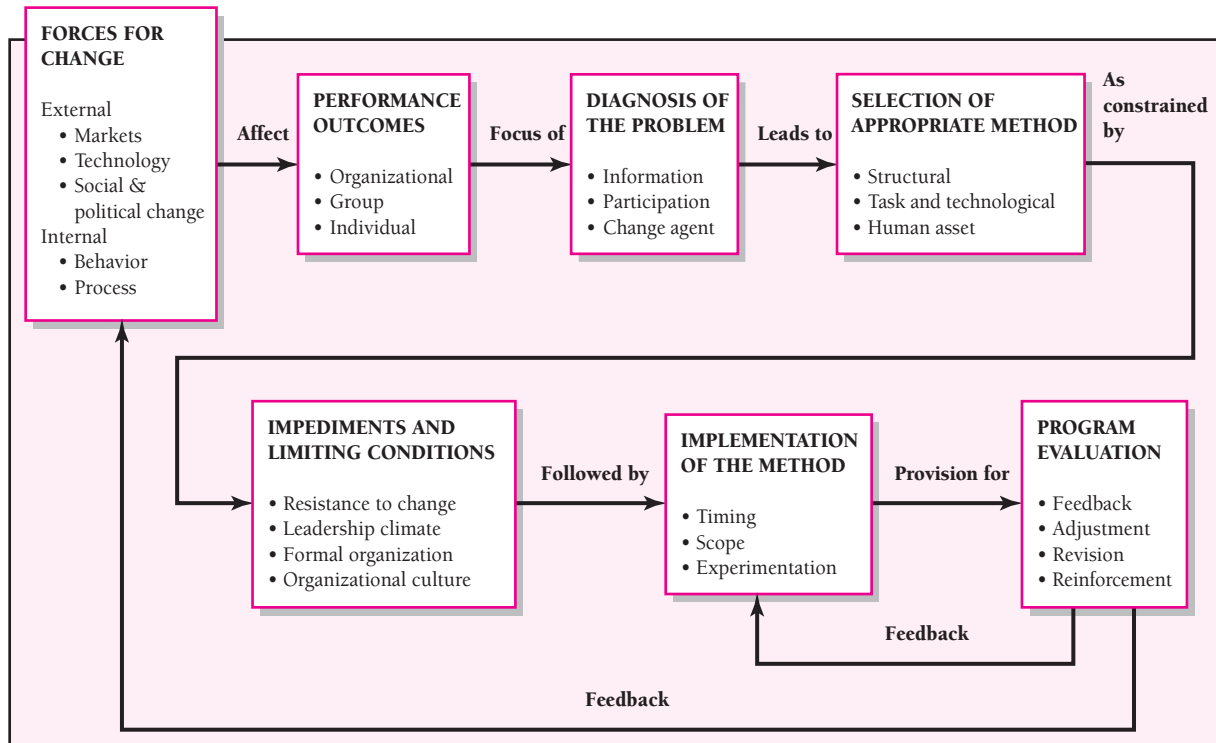 FORCES FOR
CHANGE
External
• Markets
• Technology
• Social &
political change
Internal
• Behavior
• Process
Affect
PERFORMANCE
OUTCOMES
• Organizational
• Group
• Individual
Focus of
DIAGNOSIS OF
THE PROBLEM
• Information
• Participation
• Change agent
Leads to
SELECTION OF
APPROPRIATE METHOD
• Structural
• Task and technological
• Human asset
As
constrained
by
IMPEDIMENTS AND
LIMITING CONDITIONS
• Resistance to change
• Leadership climate
• Formal organization
• Organizational culture
Followed by
IMPLEMENTATION
OF THE METHOD
• Timing
• Scope
• Experimentation
Provision for
PROGRAM
EVALUATION
• Feedback
• Adjustment
• Revision
• Reinforcement
Feedback
Feedback